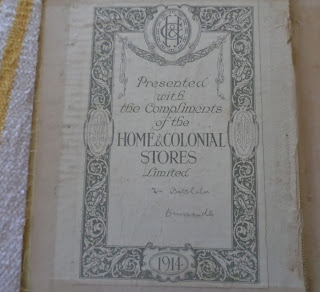 Presented
with
the Compliments
of the
HOME & COLONIAL
STORES
Limited
1914